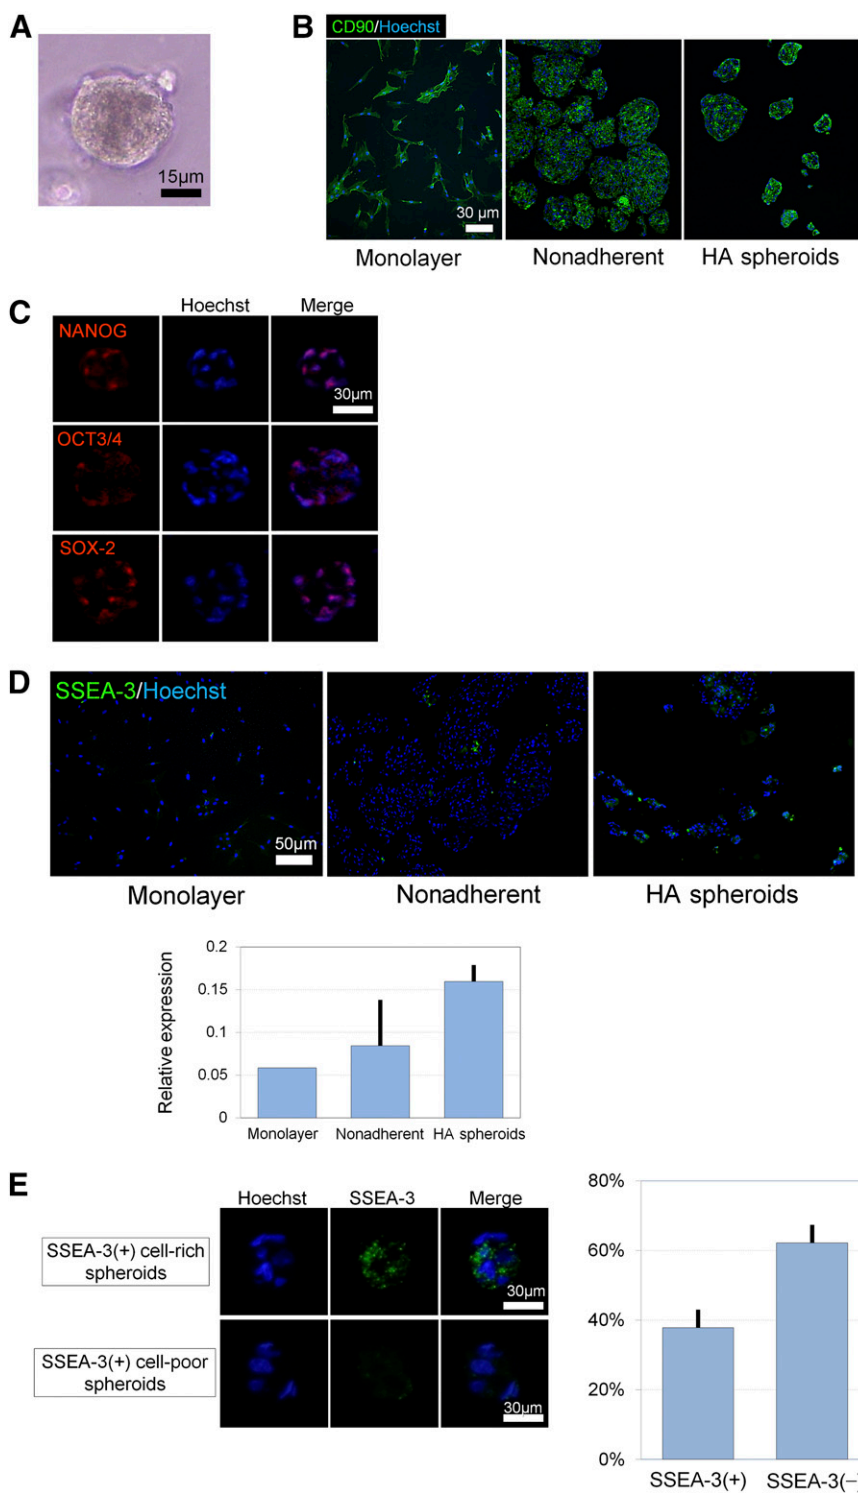 A
15μm
B
CD90/Hoechst
30 μm
Monolayer
Nonadherent
HA spheroids
C
Hoechst
Merge
NANOG
30μm
OCT3/4
SOX-2
D
SSEA-3/Hoechst
50μm
Monolayer
Nonadherent
HA spheroids
Relative expression
0.2
0.15
0.1
0.05
0
Monolayer
Nonadherent
HA spheroids
E
Hoechst
SSEA-3
Merge
SSEA-3(+) cell-rich
spheroids
30μm
SSEA-3(+) cell-poor
spheroids
30μm
80%
60%
40%
20%
0%
SSEA-3(+)
SSEA-3(−)